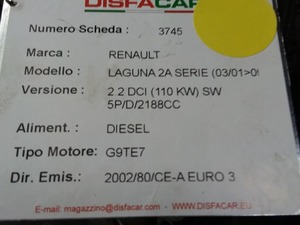 DISFACAR
Numero Scheda : 3745
Marca : RENAULT
Modello : LAGUNA 2A SERIE (03/01>09
Versione : 2.2 DCI (110 KW) SW
5P/D/2188CC
Aliment. : DIESEL
Tipo Motore: G9TE7
Dir. Emis.: 2002/80/CE-A EURO 3
E-mail: magazzino@disfacar.com - www.DISFACAR.EU